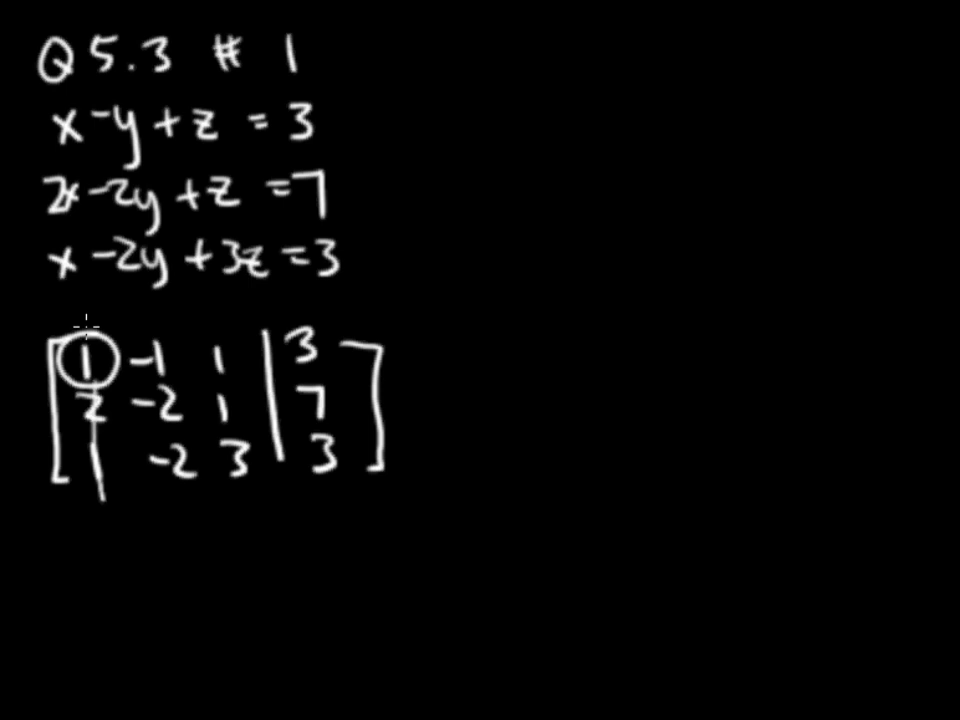 Q 5.3 # 1
x - y + z = 3
2x - 2y + z = 7
x - 2y + 3z = 3
1 -1 1 | 3
2 -2 1 | 7
1 -2 3 | 3